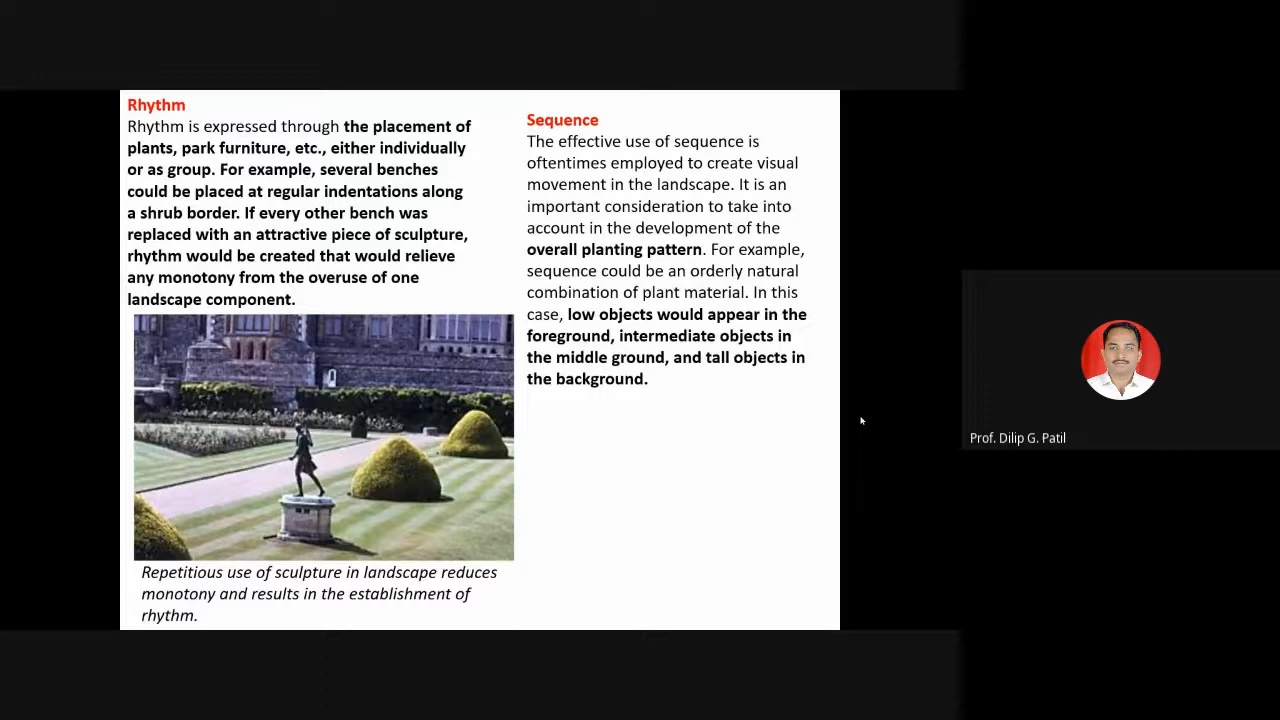 Rhythm
Rhythm is expressed through the placement of
plants, park furniture, etc., either individually
or as group. For example, several benches
could be placed at regular indentations along
a shrub border. If every other bench was
replaced with an attractive piece of sculpture,
rhythm would be created that would relieve
any monotony from the overuse of one
landscape component.
Repetitious use of sculpture in landscape reduces
monotony and results in the establishment of
rhythm.
Sequence
The effective use of sequence is
oftentimes employed to create visual
movement in the landscape. It is an
important consideration to take into
account in the development of the
overall planting pattern. For example,
sequence could be an orderly natural
combination of plant material. In this
case, low objects would appear in the
foreground, intermediate objects in
the middle ground, and tall objects in
the background.
Prof. Dilip G. Patil